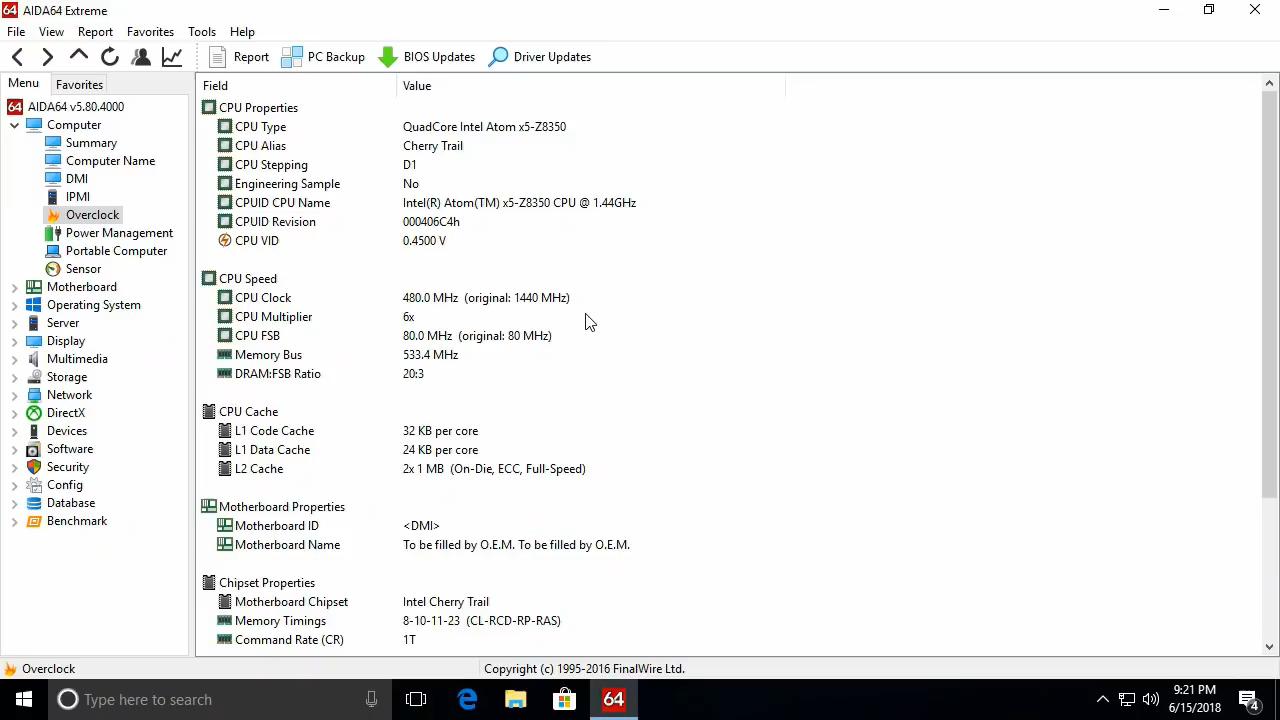 64 AIDA64 Extreme
File View Report Favorites Tools Help
Report PC Backup BIOS Updates Driver Updates
Menu Favorites
64 AIDA64 v5.80.4000
Computer
Summary
Computer Name
DMI
IPMI
Overclock
Power Management
Portable Computer
Sensor
Motherboard
Operating System
Server
Display
Multimedia
Storage
Network
DirectX
Devices
Software
Security
Config
Database
Benchmark
Field Value
CPU Properties
CPU Type QuadCore Intel Atom x5-Z8350
CPU Alias Cherry Trail
CPU Stepping D1
Engineering Sample No
CPUID CPU Name Intel(R) Atom(TM) x5-Z8350 CPU @ 1.44GHz
CPUID Revision 000406C4h
CPU VID 0.4500 V
CPU Speed
CPU Clock 480.0 MHz (original: 1440 MHz)
CPU Multiplier 6x
CPU FSB 80.0 MHz (original: 80 MHz)
Memory Bus 533.4 MHz
DRAM:FSB Ratio 20:3
CPU Cache
L1 Code Cache 32 KB per core
L1 Data Cache 24 KB per core
L2 Cache 2x 1 MB (On-Die, ECC, Full-Speed)
Motherboard Properties
Motherboard ID <DMI>
Motherboard Name To be filled by O.E.M. To be filled by O.E.M.
Chipset Properties
Motherboard Chipset Intel Cherry Trail
Memory Timings 8-10-11-23 (CL-RCD-RP-RAS)
Command Rate (CR) 1T
Overclock Copyright (c) 1995-2016 FinalWire Ltd.
Type here to search 64 9:21 PM
6/15/2018 4